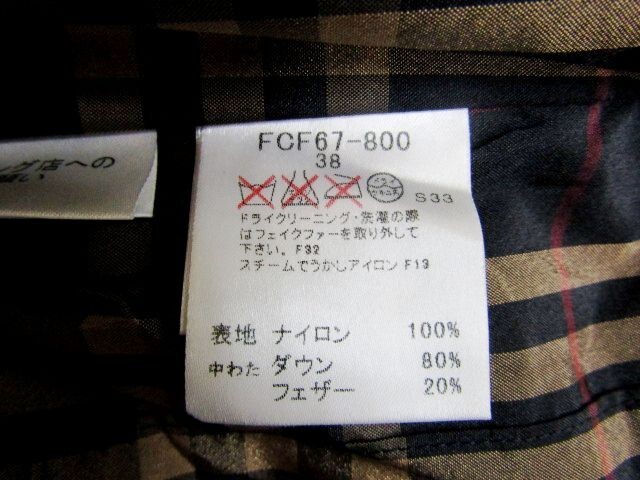 ング店への
FCF67-800
38
S33
ドライクリーニング・洗濯の際
はフェイクファーを取り外して
下さい。F32
スチームでうかしアイロン F13
表地 ナイロン 100%
中わた ダウン 80%
フェザー 20%